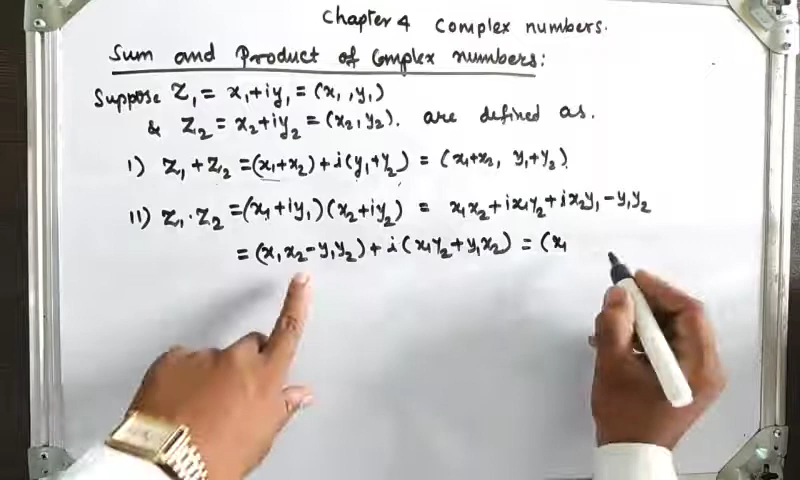 Chapter 4 Complex numbers.
Sum and Product of Complex numbers:
Suppose Z₁ = x₁+iy₁ = (x₁,y₁)
& Z₂ = x₂+iy₂ = (x₂,y₂). are defined as.
I) Z₁+Z₂ = (x₁+x₂)+i(y₁+y₂) = (x₁+x₂, y₁+y₂).
II) Z₁.Z₂ = (x₁+iy₁)(x₂+iy₂) = x₁x₂+ix₁y₂+ix₂y₁-y₁y₂
= (x₁x₂-y₁y₂)+i(x₁y₂+y₁x₂) = (x₁